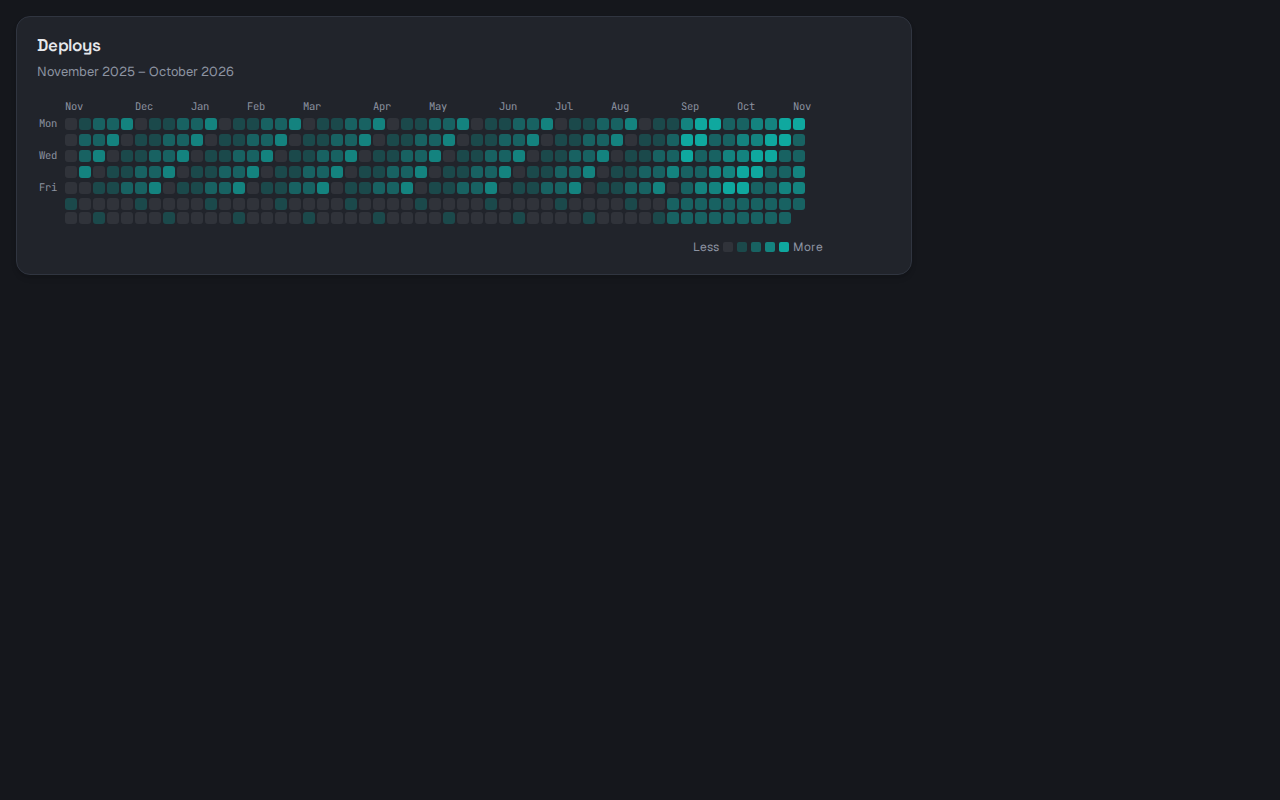 Deploys
November 2025 – October 2026
Nov Dec Jan Feb Mar Apr May Jun Jul Aug Sep Oct Nov
Mon
Wed
Fri
Less More